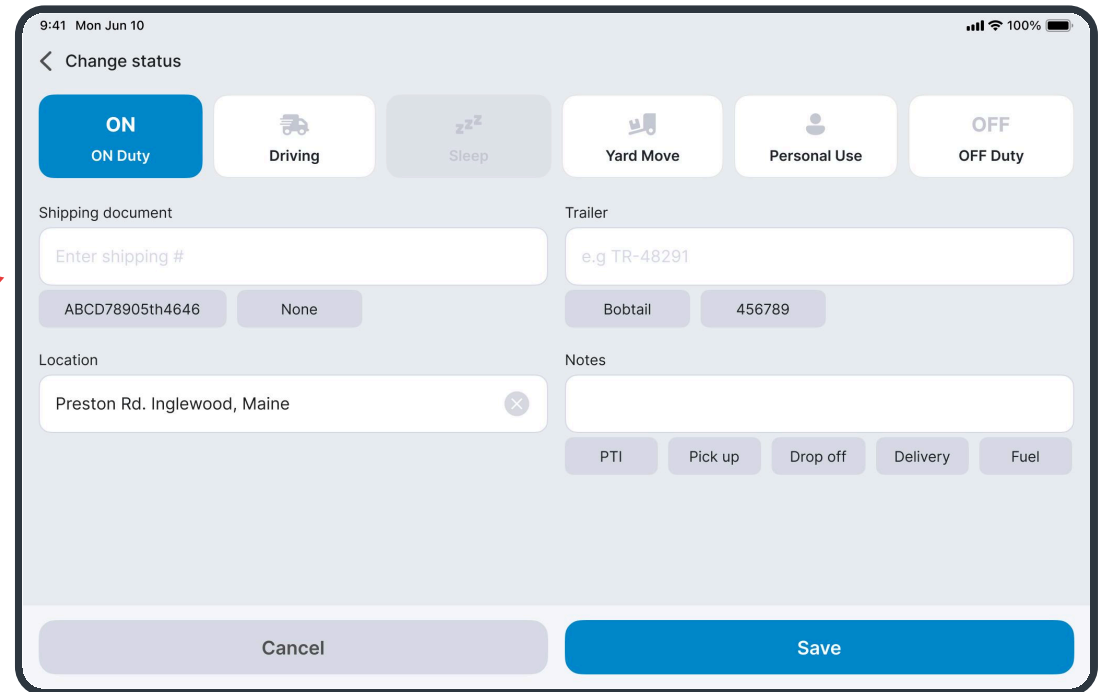 9:41 Mon Jun 10 100%
Change status
ON
ON Duty
Driving
zzz
Sleep
Yard Move
Personal Use
OFF
OFF Duty
Shipping document
Enter shipping #
ABCD78905th4646 None
Trailer
e.g TR-48291
Bobtail 456789
Location
Preston Rd. Inglewood, Maine
Notes
PTI Pick up Drop off Delivery Fuel
Cancel Save